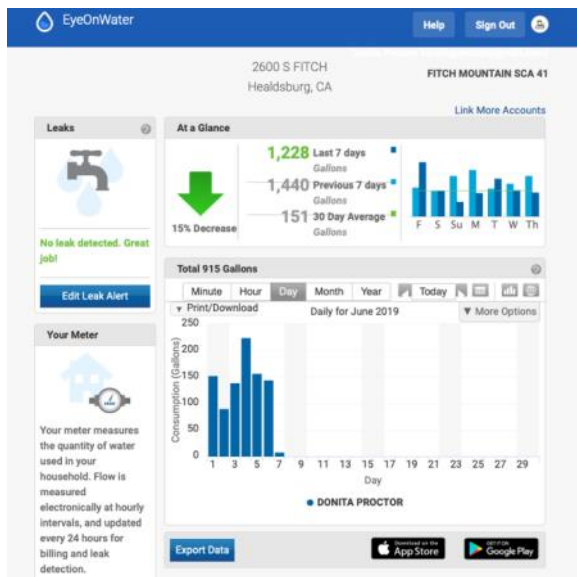 EyeOnWater
Help
Sign Out
2600 S FITCH
Healdsburg, CA
FITCH MOUNTAIN SCA 41
Link More Accounts
Leaks
No leak detected. Great
job!
Edit Leak Alert
Your Meter
Your meter measures
the quantity of water
used in your
household. Flow is
measured
electronically at hourly
intervals, and updated
every 24 hours for
billing and leak
detection.
At a Glance
15% Decrease
1,228 Last 7 days
Gallons
1,440 Previous 7 days
Gallons
151 30 Day Average
Gallons
F S Su M T W Th
Total 915 Gallons
Minute Hour Day Month Year Today
Print/Download
Daily for June 2019
More Options
Consumption (Gallons)
250
200
150
100
50
0
1 3 5 7 9 11 13 15 17 19 21 23 25 27 29
Day
DONITA PROCTOR
Export Data
Download on the
App Store
GET IT ON
Google Play